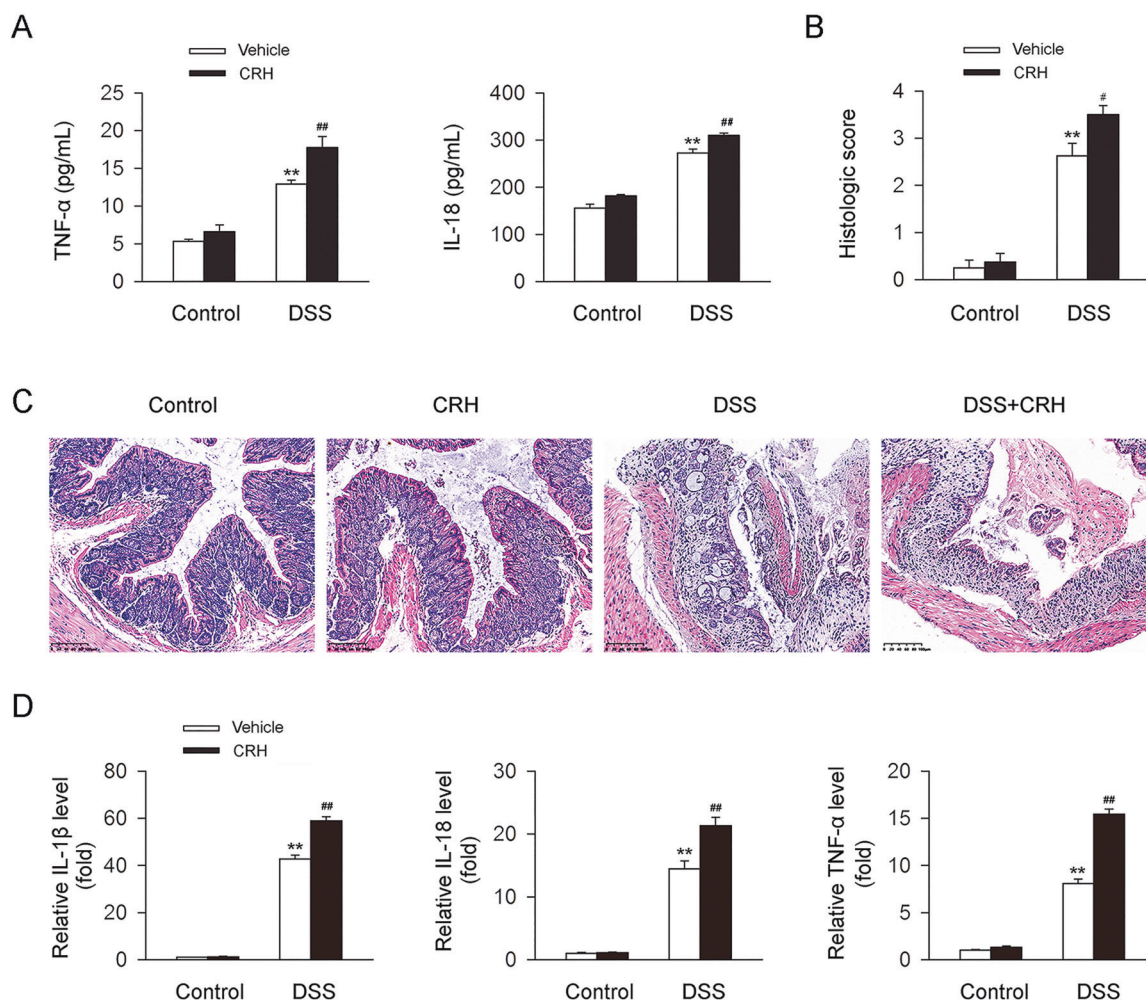 A
Vehicle
CRH
TNF-α (pg/mL)
25
20
15
10
5
0
**
##
Control
DSS
IL-18 (pg/mL)
400
300
200
100
0
**
##
Control
DSS
B
Vehicle
CRH
Histologic score
4
3
2
1
0
**
#
Control
DSS
C
Control
CRH
DSS
DSS+CRH
D
Vehicle
CRH
Relative IL-1β level
(fold)
80
60
40
20
0
**
##
Control
DSS
Relative IL-18 level
(fold)
30
20
10
0
**
##
Control
DSS
Relative TNF-α level
(fold)
20
15
10
5
0
**
##
Control
DSS